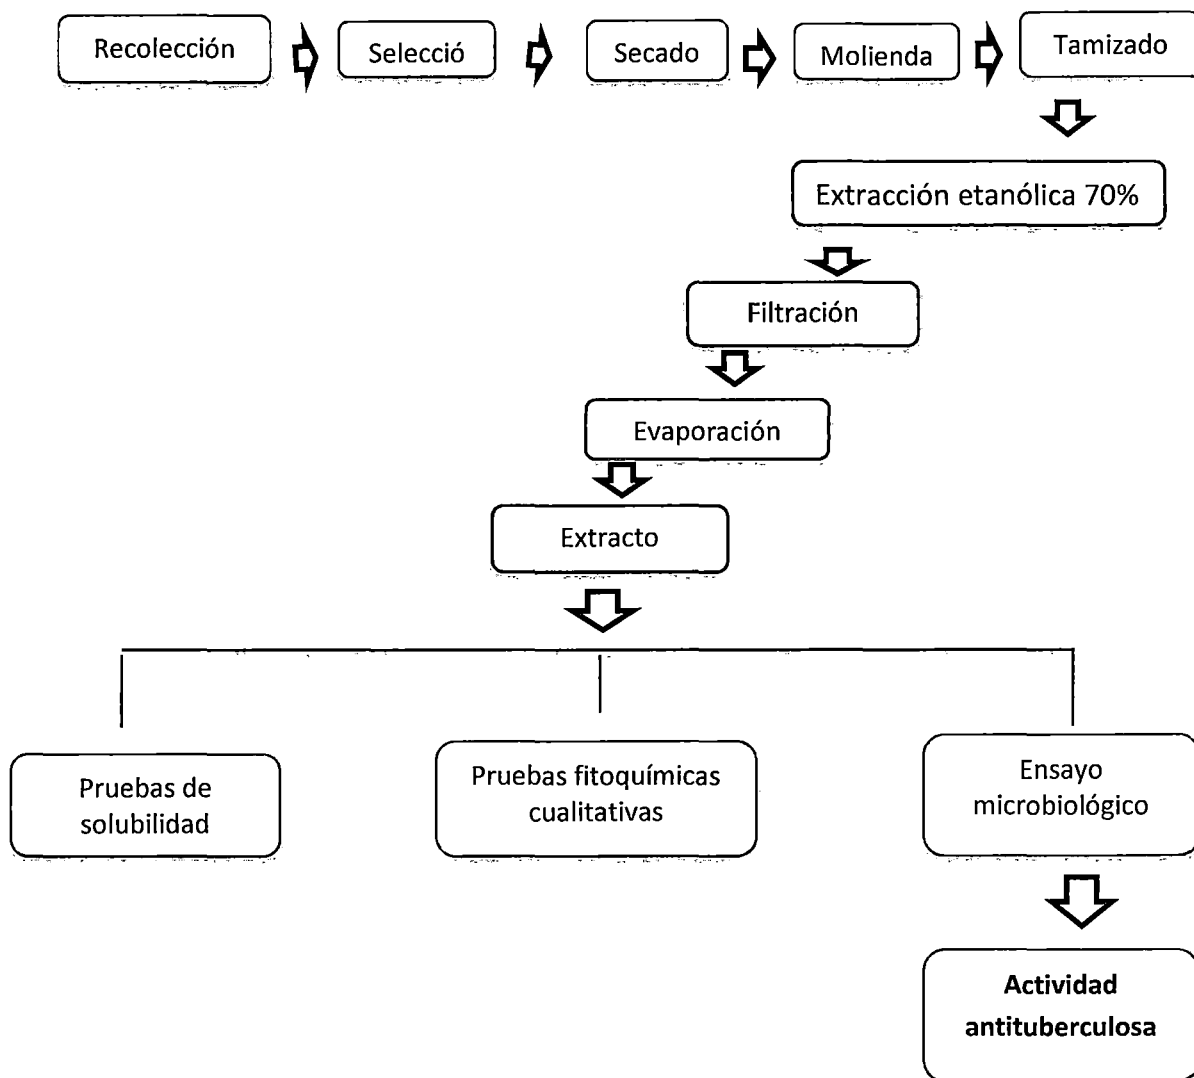 Recolección
Selecció
Secado
Molienda
Tamizado
Extracción etanólica 70%
Filtración
Evaporación
Extracto
Pruebas de
solubilidad
Pruebas fitoquímicas
cualitativas
Ensayo
microbiológico
Actividad
antituberculosa